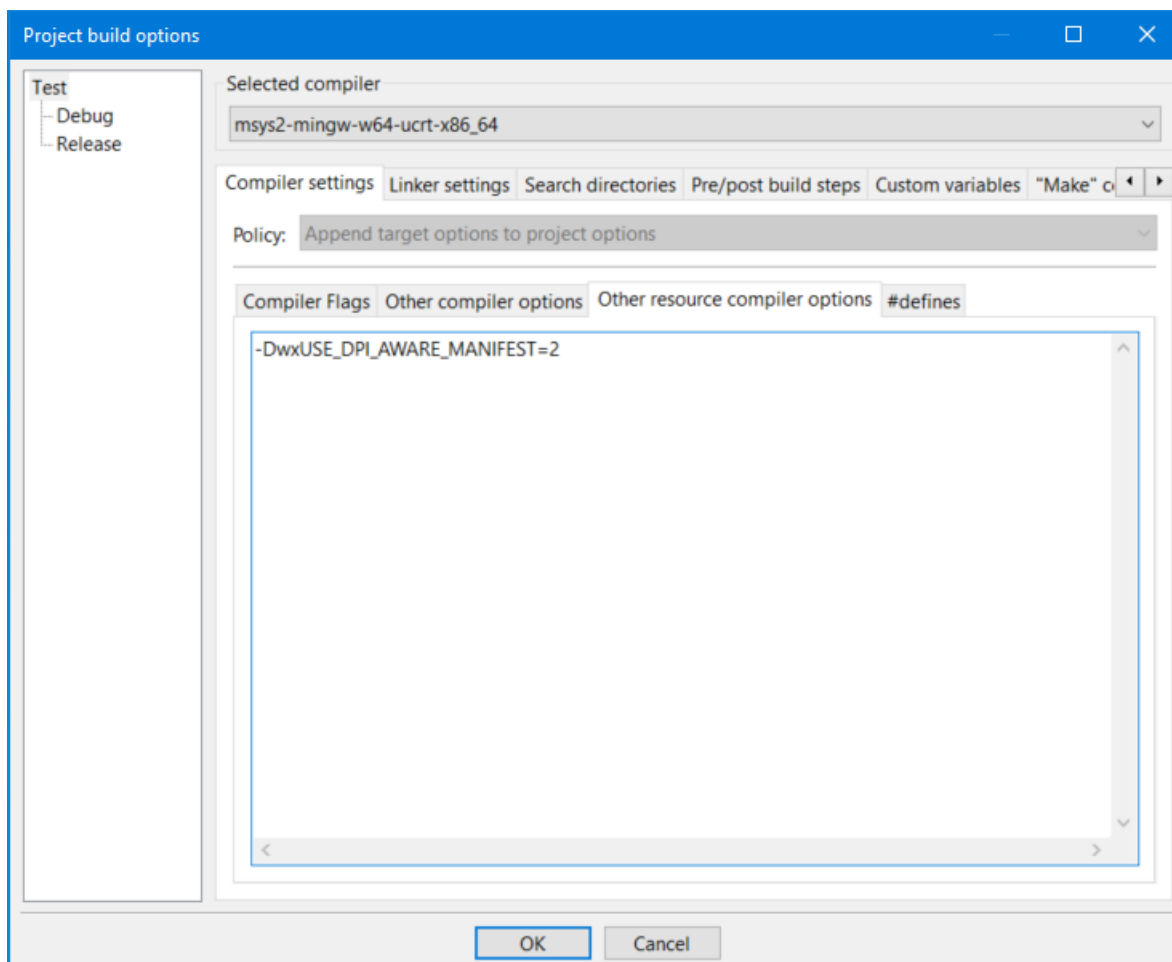 Project build options
Test
Debug
Release
Selected compiler
msys2-mingw-w64-ucrt-x86_64
Compiler settings Linker settings Search directories Pre/post build steps Custom variables "Make"
Policy: Append target options to project options
Compiler Flags Other compiler options Other resource compiler options #defines
-DwxUSE_DPI_AWARE_MANIFEST=2
OK Cancel